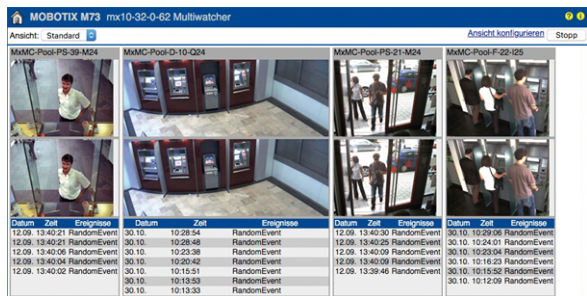 MOBOTIX M73 mx10-32-0-62 Multiwatcher
Ansicht: Standard
Ansicht konfigurieren Stopp
MxMC-Pool-PS-39-M24
Datum Zeit Ereignisse
12.09. 13:40:21 RandomEvent
12.09. 13:40:21 RandomEvent
12.09. 13:40:06 RandomEvent
12.09. 13:40:04 RandomEvent
12.09. 13:40:02 RandomEvent
MxMC-Pool-D-10-Q24
Datum Zeit Ereignisse
30.10. 10:28:54 RandomEvent
30.10. 10:28:48 RandomEvent
30.10. 10:23:38 RandomEvent
30.10. 10:20:42 RandomEvent
30.10. 10:15:51 RandomEvent
30.10. 10:13:53 RandomEvent
30.10. 10:13:33 RandomEvent
MxMC-Pool-PS-21-M24
Datum Zeit Ereignisse
12.09. 13:40:30 RandomEvent
12.09. 13:40:25 RandomEvent
12.09. 13:40:09 RandomEvent
12.09. 13:40:09 RandomEvent
12.09. 13:39:46 RandomEvent
MxMC-Pool-F-22-I25
Datum Zeit Ereignisse
30.10. 10:29:06 RandomEvent
30.10. 10:24:01 RandomEvent
30.10. 10:23:04 RandomEvent
30.10. 10:16:23 RandomEvent
30.10. 10:15:52 RandomEvent
30.10. 10:12:09 RandomEvent